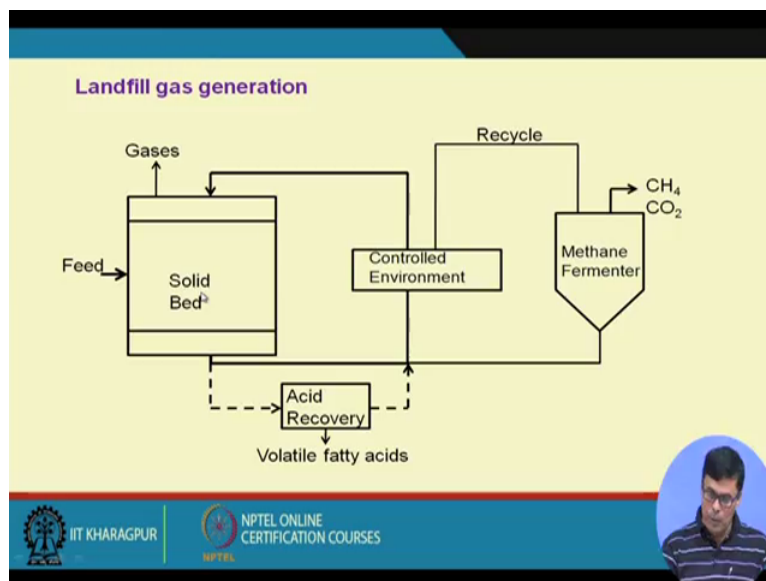 Landfill gas generation
Recycle
Gases
CH4
CO2
Feed
Solid
Bed
Controlled
Environment
Methane
Fermenter
Acid
Recovery
Volatile fatty acids
IIT KHARAGPUR
NPTEL
NPTEL ONLINE
CERTIFICATION COURSES